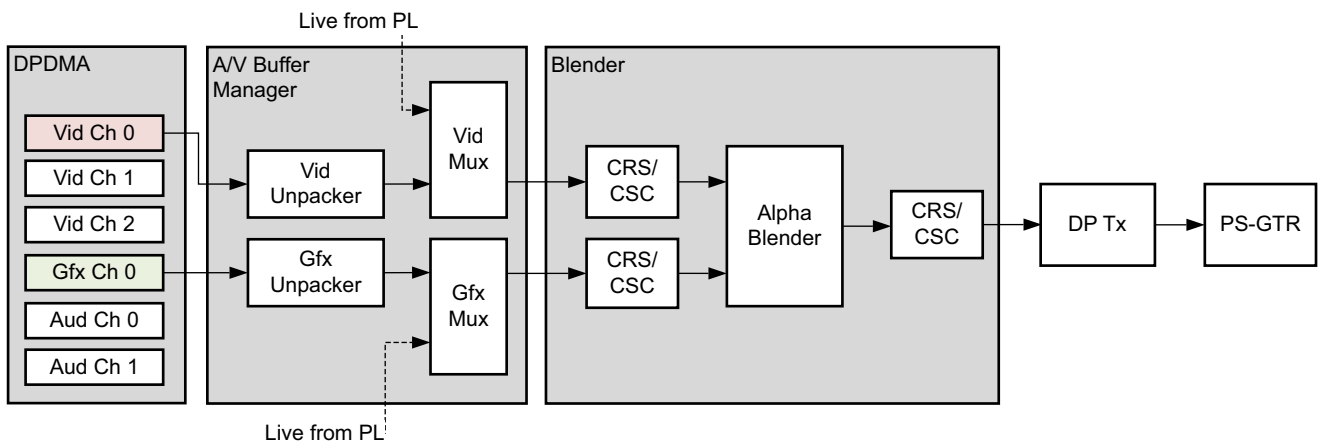 Live from PL
DPDMA
Vid Ch 0
Vid Ch 1
Vid Ch 2
Gfx Ch 0
Aud Ch 0
Aud Ch 1
A/V Buffer
Manager
Vid
Unpacker
Gfx
Unpacker
Vid
Mux
Gfx
Mux
Live from PL
Blender
CRS/
CSC
CRS/
CSC
Alpha
Blender
CRS/
CSC
DP Tx
PS-GTR